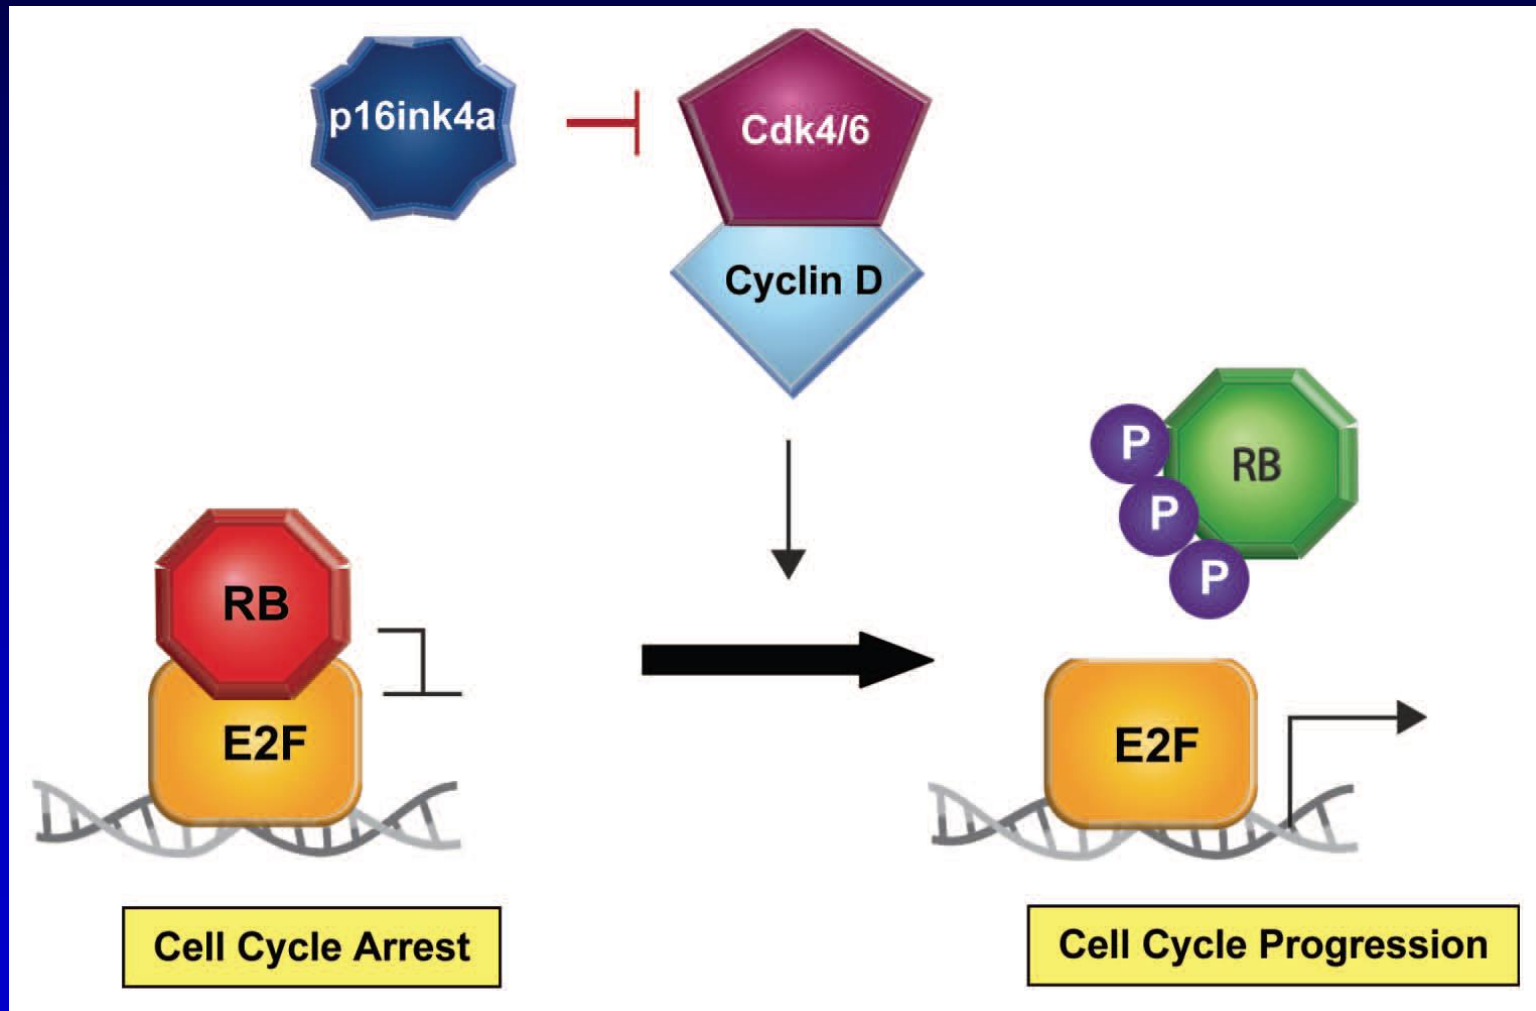 p16ink4a
Cdk4/6
Cyclin D
P
RB
P
P
RB
E2F
E2F
Cell Cycle Arrest
Cell Cycle Progression